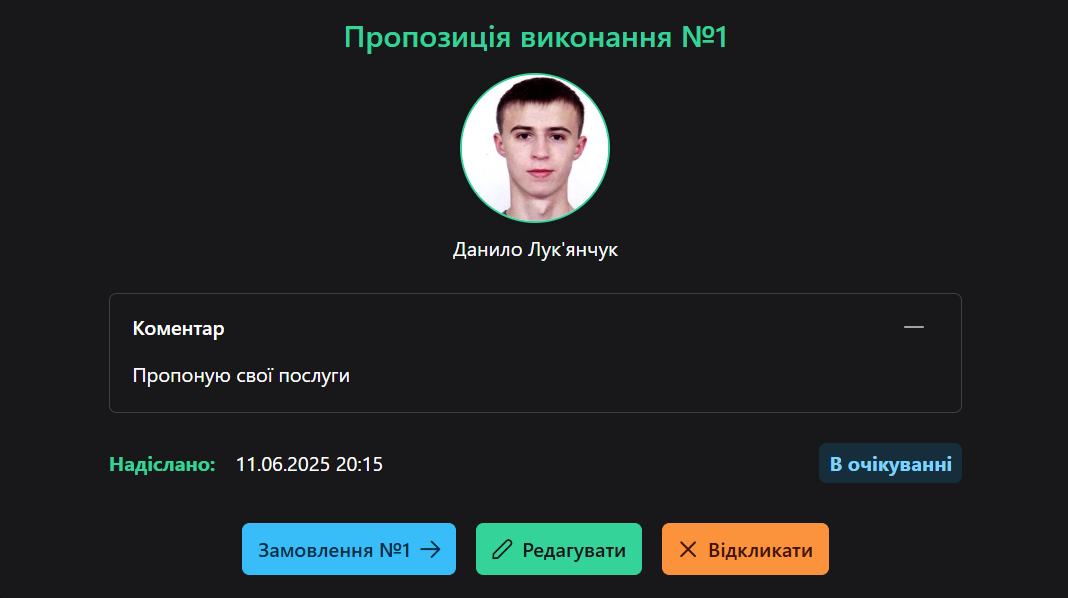 Пропозиція виконання №1
Данило Лук'янчук
Коментар
Пропоную свої послуги
Надіслано: 11.06.2025 20:15
В очікуванні
Замовлення №1
Редагувати
Відкликати